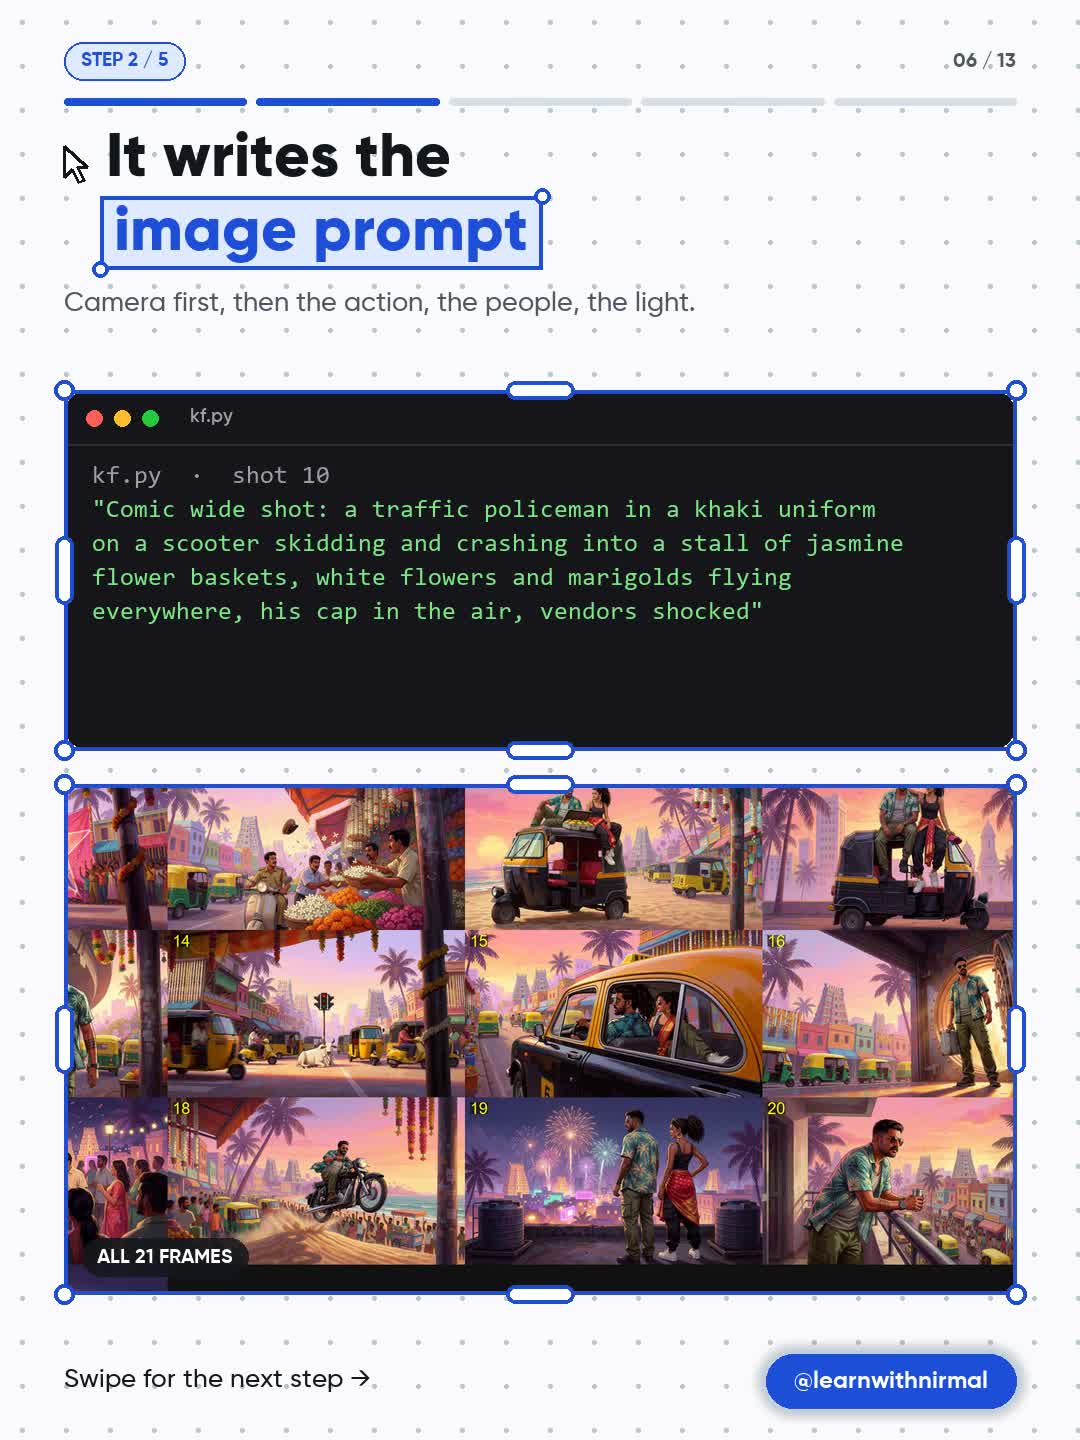 STEP 2 / 5
06 / 13
It writes the
image prompt
Camera first, then the action, the people, the light.
kf.py
kf.py · shot 10
"Comic wide shot: a traffic policeman in a khaki uniform
on a scooter skidding and crashing into a stall of jasmine
flower baskets, white flowers and marigolds flying
everywhere, his cap in the air, vendors shocked"
14
15
16
18
19
20
ALL 21 FRAMES
Swipe for the next step →
@learnwithnirmal